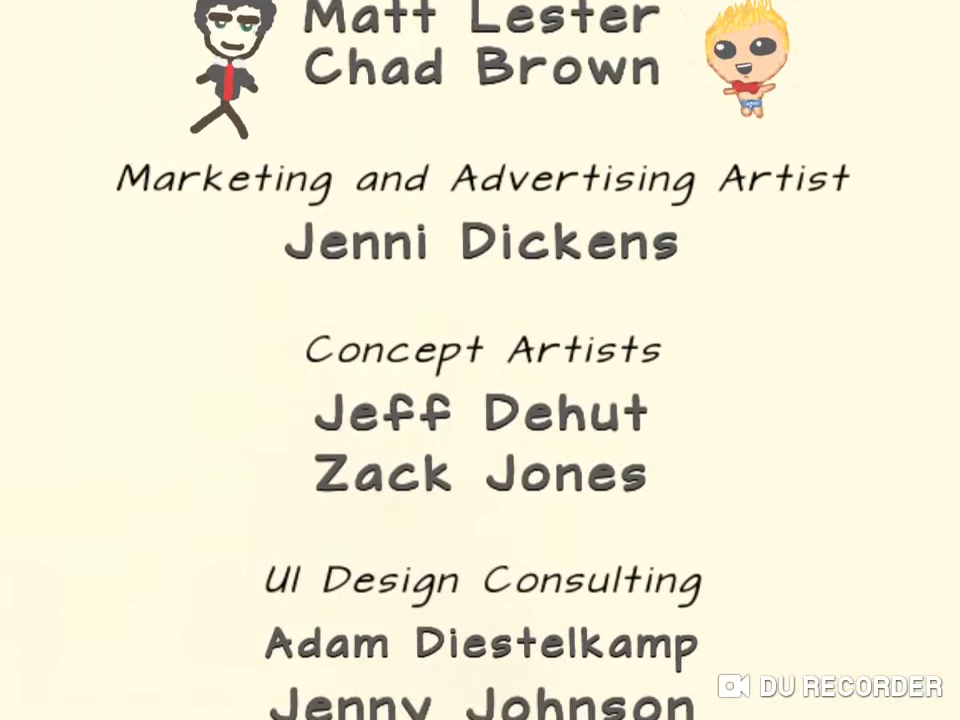 Matt Lester
Chad Brown
Marketing and Advertising Artist
Jenni Dickens
Concept Artists
Jeff Dehut
Zack Jones
UI Design Consulting
Adam Diestelkamp
Jenny Johnson
DU RECORDER